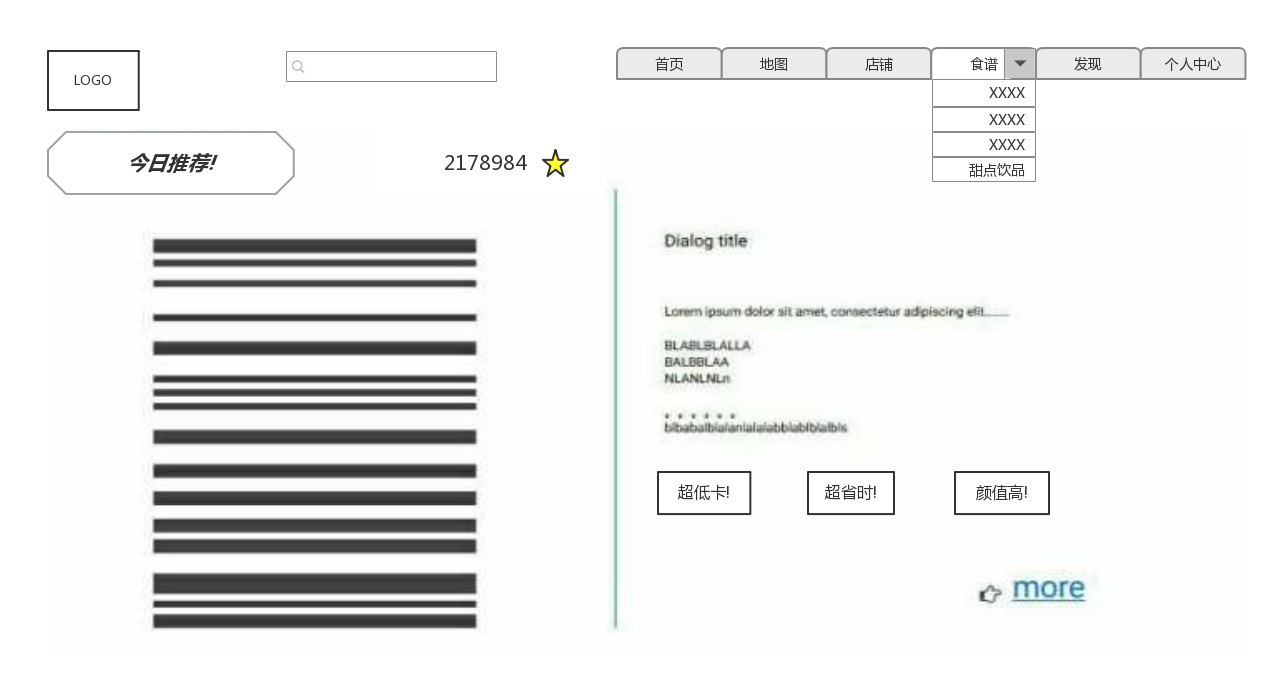 LOGO
首页 地图 店铺 食谱 发现 个人中心
XXXX
XXXX
XXXX
甜点饮品
今日推荐!
2178984
Dialog title
Lorem ipsum dolor sit amet, consectetur adipiscing elit.......
BLABLBLALLA
BALBBLAA
NLANLNLn
超低卡!
超省时!
颜值高!
more